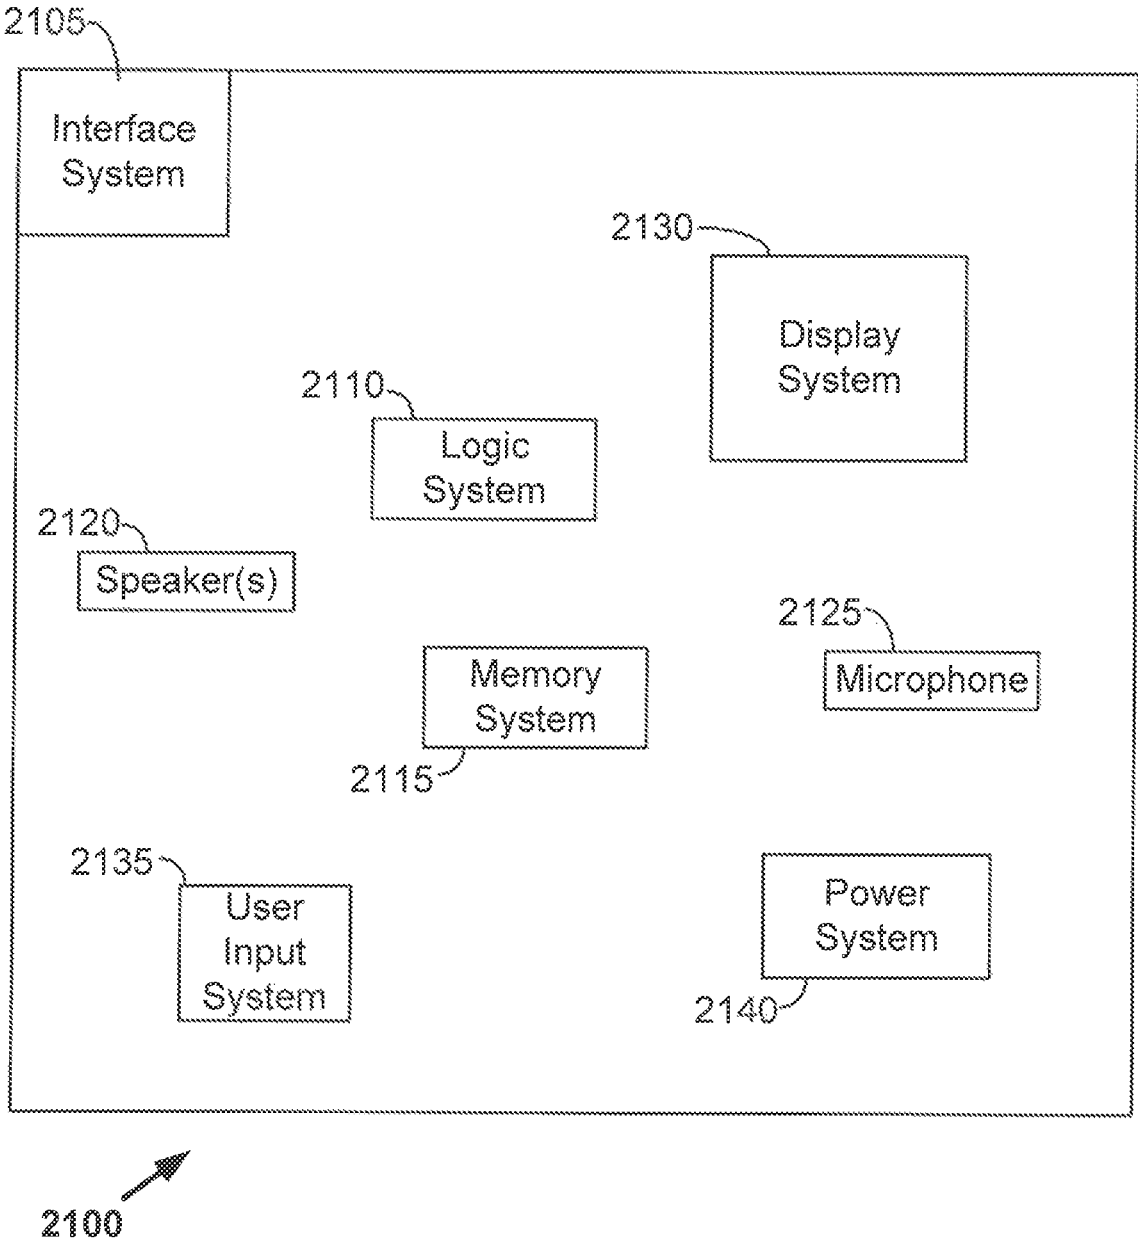 2105
Interface
System
2130
Display
System
2110
Logic
System
2120
Speaker(s)
2125
Microphone
Memory
System
2115
2135
User
Input
System
Power
System
2140
2100